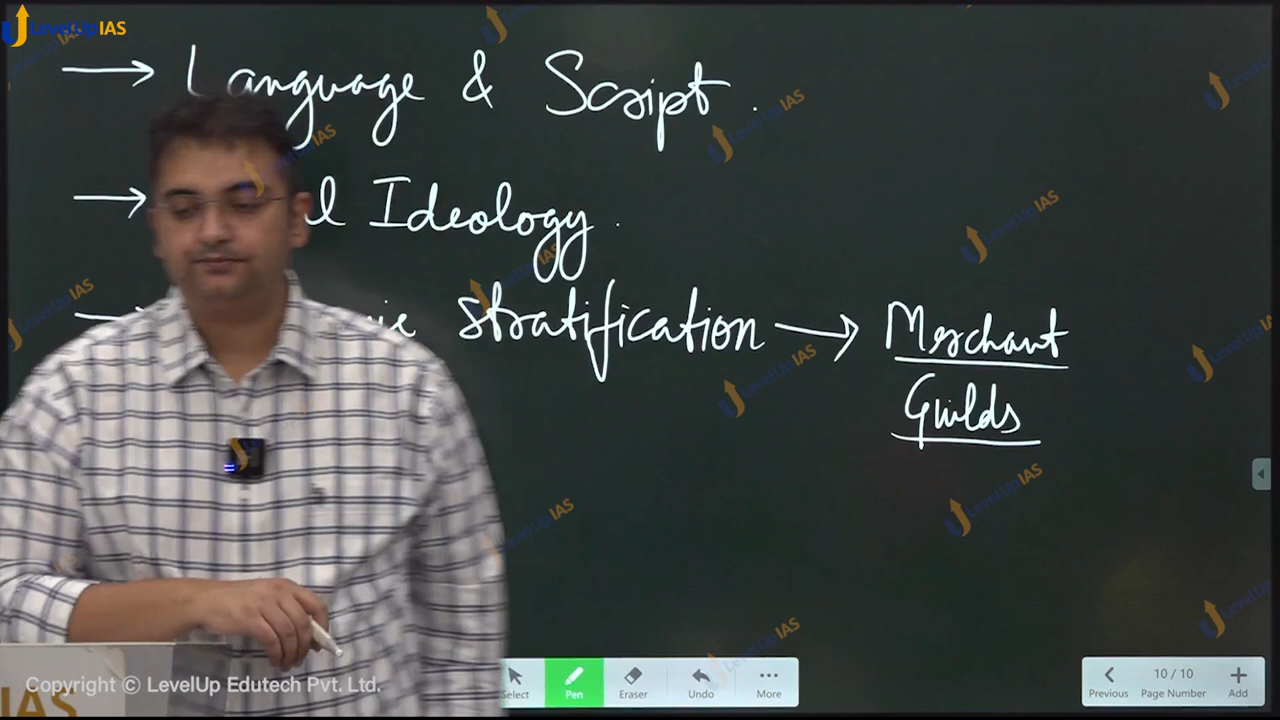 LevelUp IAS
→ Language & Script.
→ Ideology.
→ stratification → Merchant
Guilds
Select Pen Eraser Undo More
10 / 10
Previous Page Number Add
Copyright © LevelUp Edutech Pvt. Ltd.
IAS